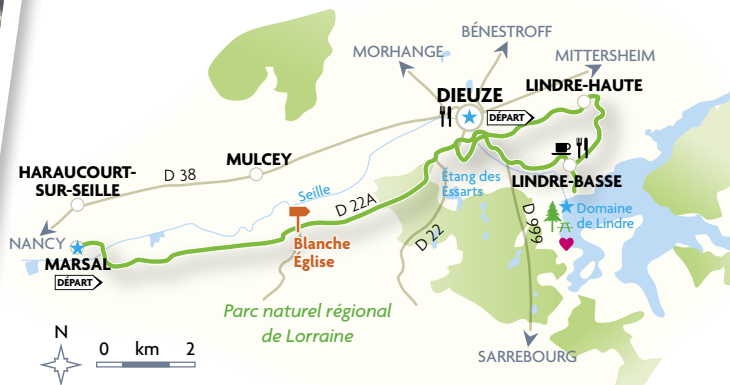 BÉNESTROFF
MORHANGE
MITTERSHEIM
DIEUZE
LINDRE-HAUTE
DÉPART
MULCEY
HARAUCOURT-
SUR-SEILLE
D 38
Seille
D 22A
Étang des
Essarts
LINDRE-BASSE
Domaine
de Lindre
D 999
D 22
Blanche
Église
NANCY
MARSAL
DÉPART
Parc naturel régional
de Lorraine
N
0 km 2
SARREBOURG